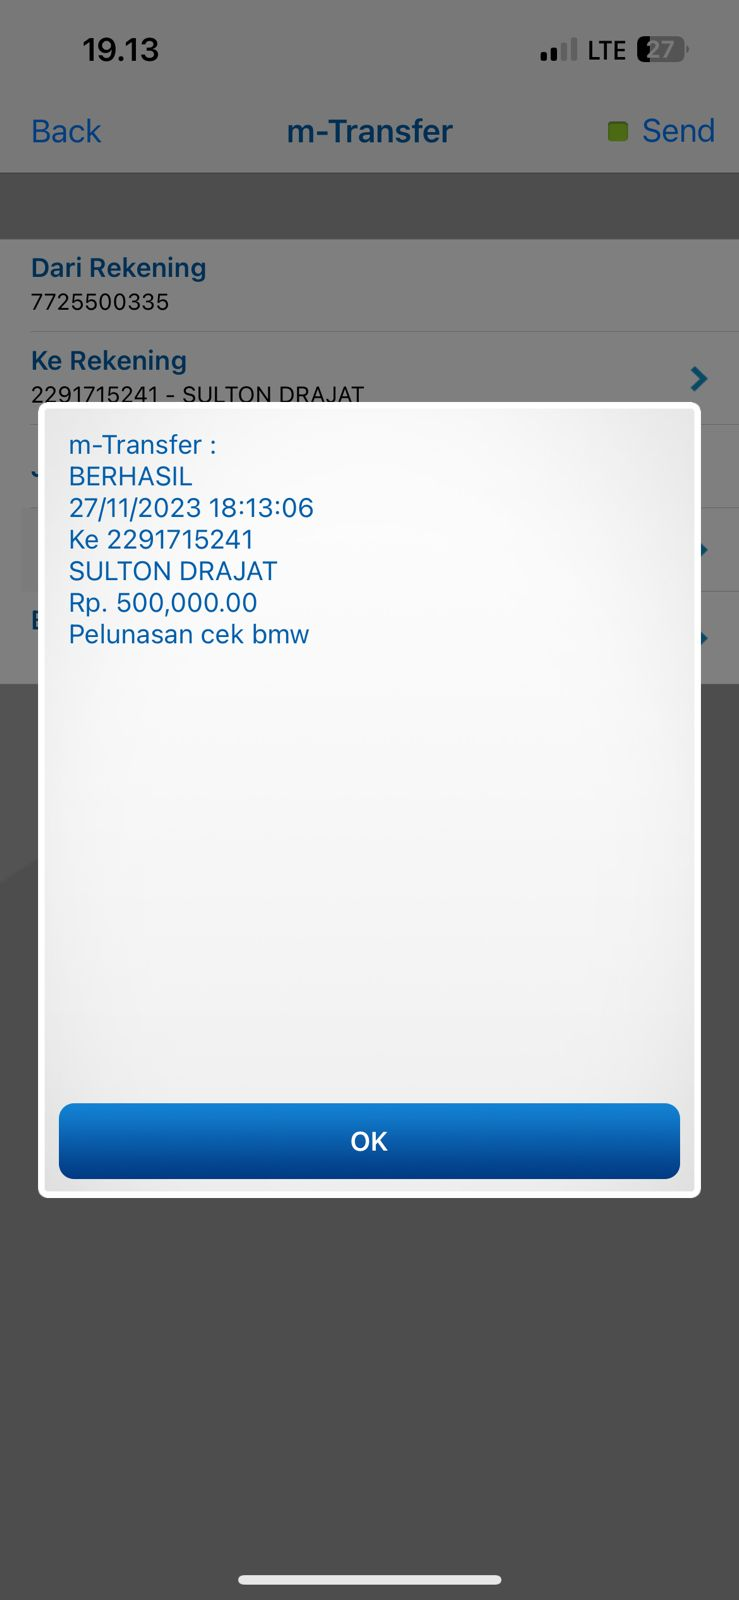 19.13
LTE 27
Back m-Transfer Send
Dari Rekening
7725500335
Ke Rekening
2291715241 - SULTON DRAJAT
m-Transfer :
BERHASIL
27/11/2023 18:13:06
Ke 2291715241
SULTON DRAJAT
Rp. 500,000.00
Pelunasan cek bmw
OK